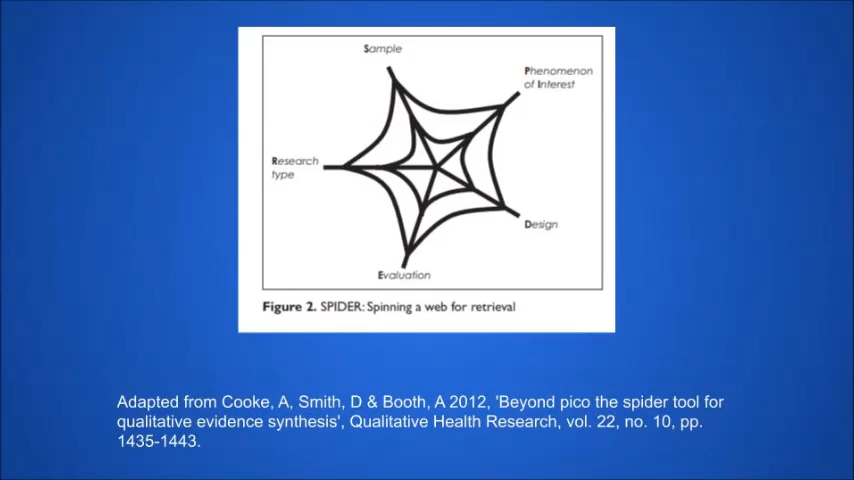 Sample
Phenomenon
of Interest
Research
type
Design
Evaluation
Figure 2. SPIDER: Spinning a web for retrieval
Adapted from Cooke, A, Smith, D & Booth, A 2012, 'Beyond pico the spider tool for
qualitative evidence synthesis', Qualitative Health Research, vol. 22, no. 10, pp.
1435-1443.